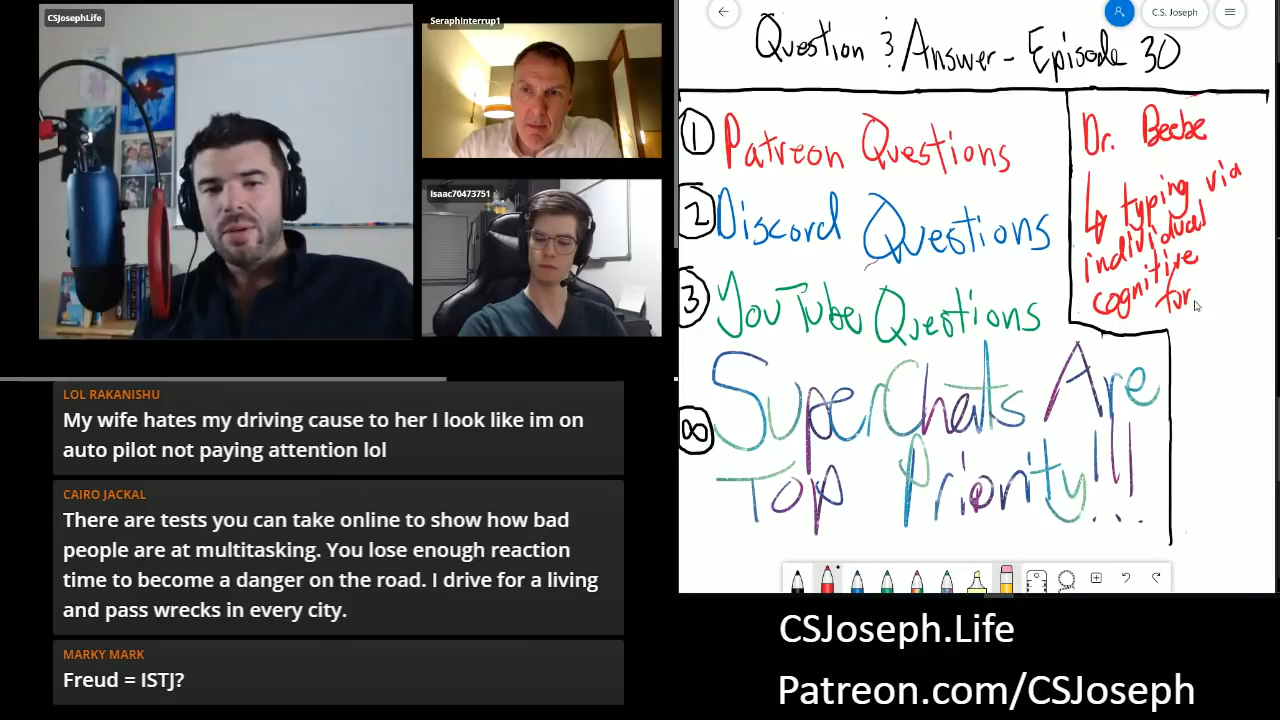 CSJosephLife
SeraphInterrup1
Isaac70473751
LOL RAKANISHU
My wife hates my driving cause to her I look like im on
auto pilot not paying attention lol
CAIRO JACKAL
There are tests you can take online to show how bad
people are at multitasking. You lose enough reaction
time to become a danger on the road. I drive for a living
and pass wrecks in every city.
MARKY MARK
Freud = ISTJ?
C.S. Joseph
Question & Answer - Episode 30
1 Patreon Questions
2 Discord Questions
3 YouTube Questions
∞ SuperChats Are
Top Priority!!!...
Dr. Beebe
↳ typing via
individual
cognitive
for
CSJoseph.Life
Patreon.com/CSJoseph